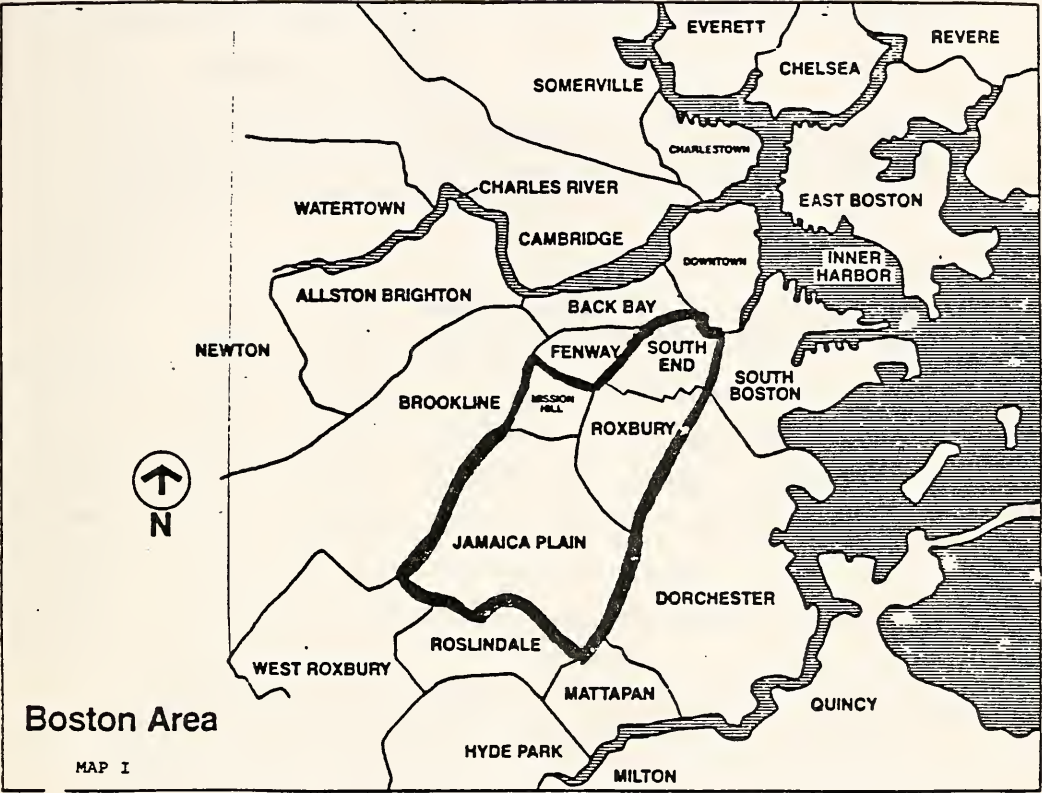 EVERETT
REVERE
CHELSEA
SOMERVILLE
CHARLESTOWN
CHARLES RIVER
WATERTOWN
EAST BOSTON
CAMBRIDGE
DOWNTOWN
INNER
HARBOR
ALLSTON BRIGHTON
BACK BAY
NEWTON
FENWAY
SOUTH
END
SOUTH
BOSTON
BROOKLINE
MISSION
HILL
ROXBURY
N
JAMAICA PLAIN
DORCHESTER
ROSLINDALE
WEST ROXBURY
MATTAPAN
QUINCY
Boston Area
HYDE PARK
MAP I
MILTON